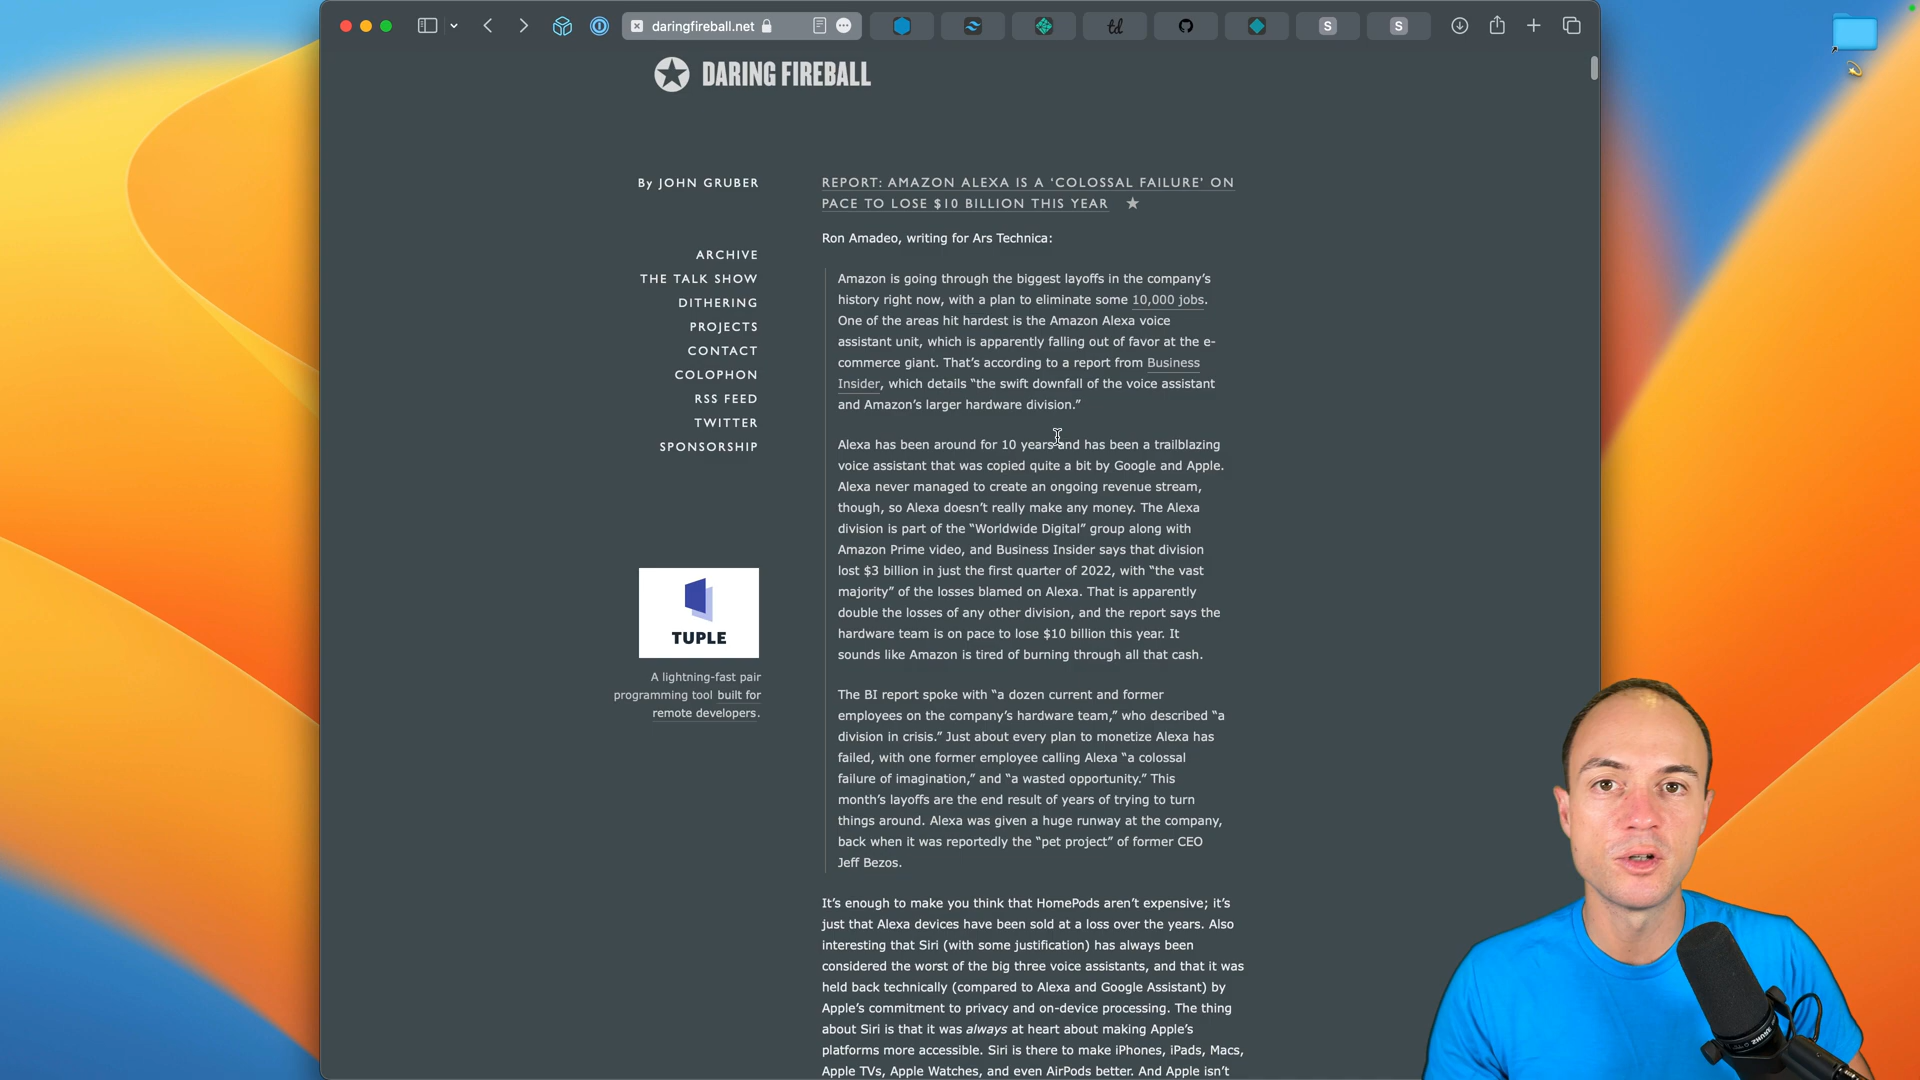 daringfireball.net
td
S
S
DARING FIREBALL
By JOHN GRUBER
ARCHIVE
THE TALK SHOW
DITHERING
PROJECTS
CONTACT
COLOPHON
RSS FEED
TWITTER
SPONSORSHIP
TUPLE
A lightning-fast pair
programming tool built for
remote developers.
REPORT: AMAZON ALEXA IS A ‘COLOSSAL FAILURE’ ON
PACE TO LOSE $10 BILLION THIS YEAR ★
Ron Amadeo, writing for Ars Technica:
Amazon is going through the biggest layoffs in the company’s
history right now, with a plan to eliminate some 10,000 jobs.
One of the areas hit hardest is the Amazon Alexa voice
assistant unit, which is apparently falling out of favor at the e-
commerce giant. That’s according to a report from Business
Insider, which details “the swift downfall of the voice assistant
and Amazon’s larger hardware division.”
Alexa has been around for 10 years and has been a trailblazing
voice assistant that was copied quite a bit by Google and Apple.
Alexa never managed to create an ongoing revenue stream,
though, so Alexa doesn’t really make any money. The Alexa
division is part of the “Worldwide Digital” group along with
Amazon Prime video, and Business Insider says that division
lost $3 billion in just the first quarter of 2022, with “the vast
majority” of the losses blamed on Alexa. That is apparently
double the losses of any other division, and the report says the
hardware team is on pace to lose $10 billion this year. It
sounds like Amazon is tired of burning through all that cash.
The BI report spoke with “a dozen current and former
employees on the company’s hardware team,” who described “a
division in crisis.” Just about every plan to monetize Alexa has
failed, with one former employee calling Alexa “a colossal
failure of imagination,” and “a wasted opportunity.” This
month’s layoffs are the end result of years of trying to turn
things around. Alexa was given a huge runway at the company,
back when it was reportedly the “pet project” of former CEO
Jeff Bezos.
It’s enough to make you think that HomePods aren’t expensive; it’s
just that Alexa devices have been sold at a loss over the years. Also
interesting that Siri (with some justification) has always been
considered the worst of the big three voice assistants, and that it was
held back technically (compared to Alexa and Google Assistant) by
Apple’s commitment to privacy and on-device processing. The thing
about Siri is that it was always at heart about making Apple’s
platforms more accessible. Siri is there to make iPhones, iPads, Macs,
Apple TVs, Apple Watches, and even AirPods better. And Apple isn’t